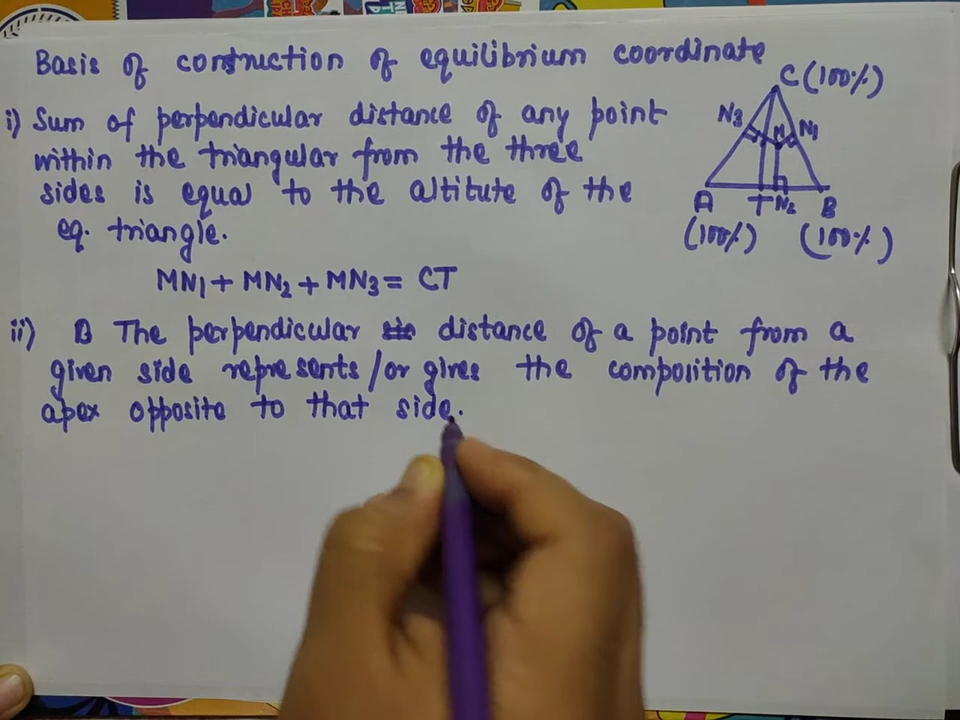 Basis of construction of equilibrium coordinate
i) Sum of perpendicular distance of any point
within the triangular from the three
sides is equal to the altitute of the
eq. triangle.
MN1 + MN2 + MN3 = CT
C (100%)
N3
M
N1
A
T
N2
B
(100%)
(100%)
ii) The perpendicular distance of a point from a
given side represents/or gives the composition of the
apex opposite to that side.